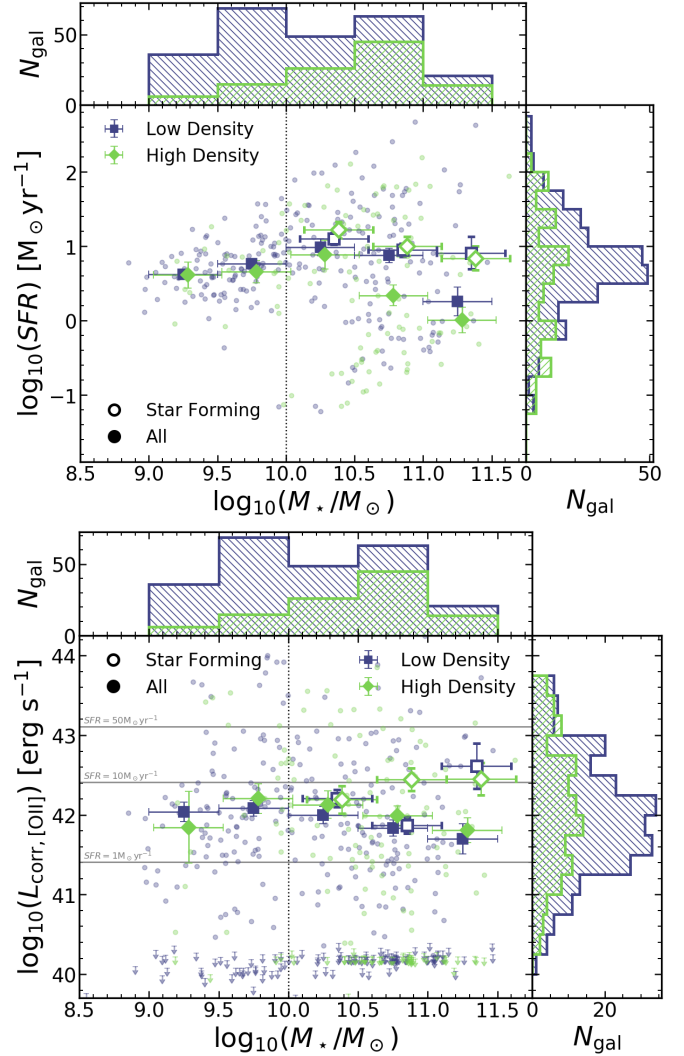 50
0
N_gal
Low Density
High Density
2
1
0
−1
log₁₀(SFR) [M⊙yr⁻¹]
Star Forming
All
8.5 9.0 9.5 10.0 10.5 11.0 11.5
log₁₀(M⋆/M⊙)
0 50
N_gal
50
0
N_gal
Star Forming
All
Low Density
High Density
44
43
42
41
40
log₁₀(L_corr,[OIII]) [erg s⁻¹]
SFR = 50M⊙yr⁻¹
SFR = 10M⊙yr⁻¹
SFR = 1M⊙yr⁻¹
8.5 9.0 9.5 10.0 10.5 11.0 11.5
log₁₀(M⋆/M⊙)
0 20
N_gal